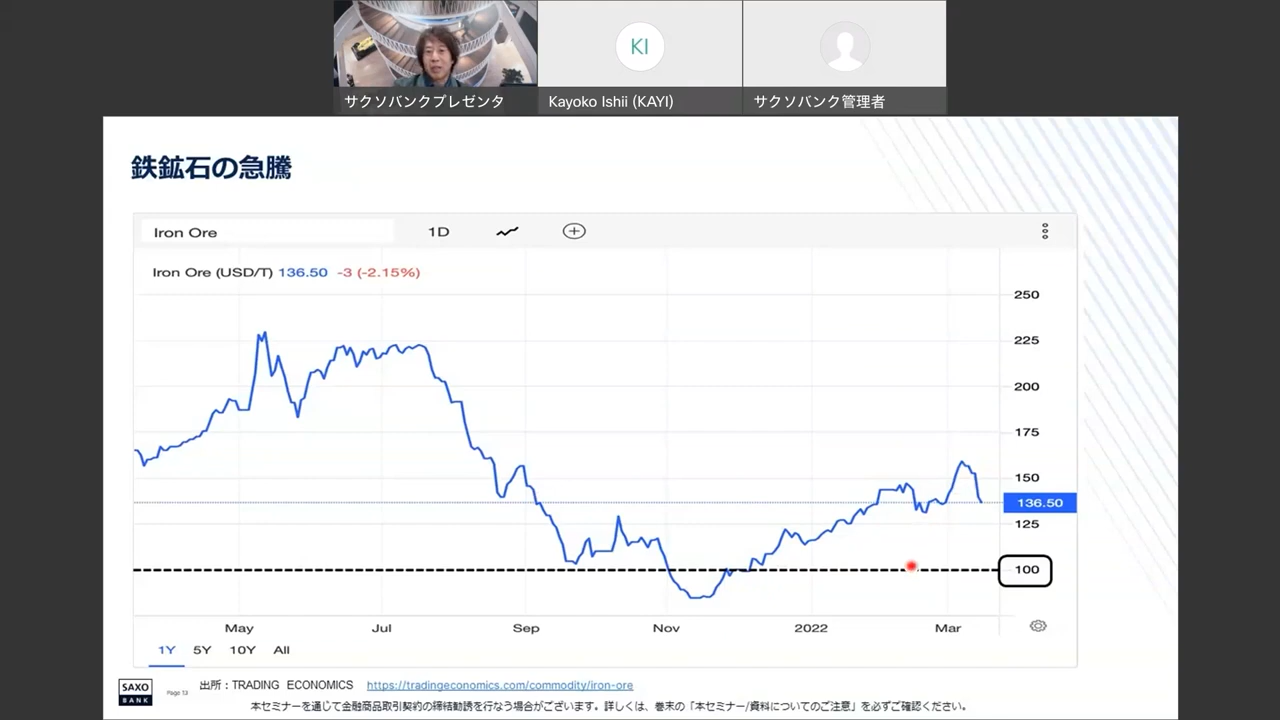 KI
サクソバンクプレゼンタ
Kayoko Ishii (KAYI)
サクソバンク管理者
鉄鉱石の急騰
Iron Ore
1D
Iron Ore (USD/T) 136.50 -3 (-2.15%)
250
225
200
175
150
136.50
125
100
May Jul Sep Nov 2022 Mar
1Y 5Y 10Y All
SAXO
BANK
Page 13
出所：TRADING ECONOMICS https://tradingeconomics.com/commodity/iron-ore
本セミナーを通じて金融商品取引契約の締結勧誘を行なう場合がございます。詳しくは、巻末の「本セミナー/資料についてのご注意」を必ずご確認ください。